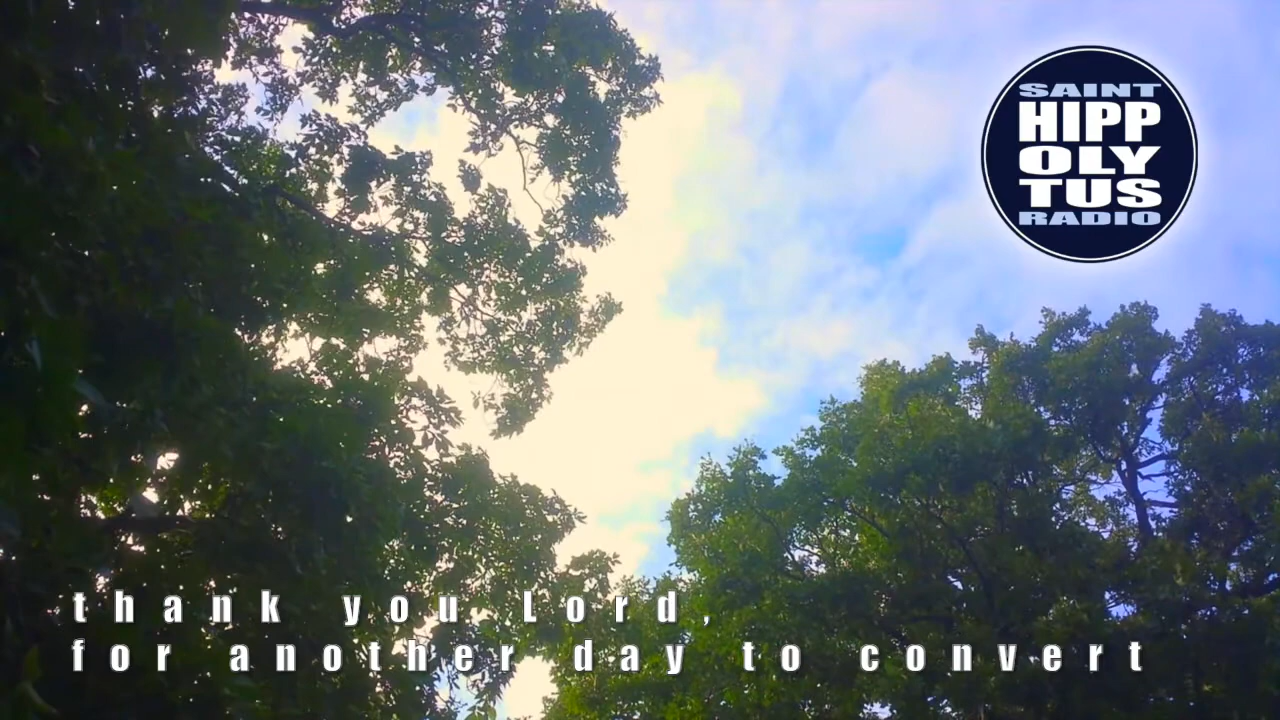 SAINT
HIPP
OLY
TUS
RADIO
thank you Lord,
for another day to convert